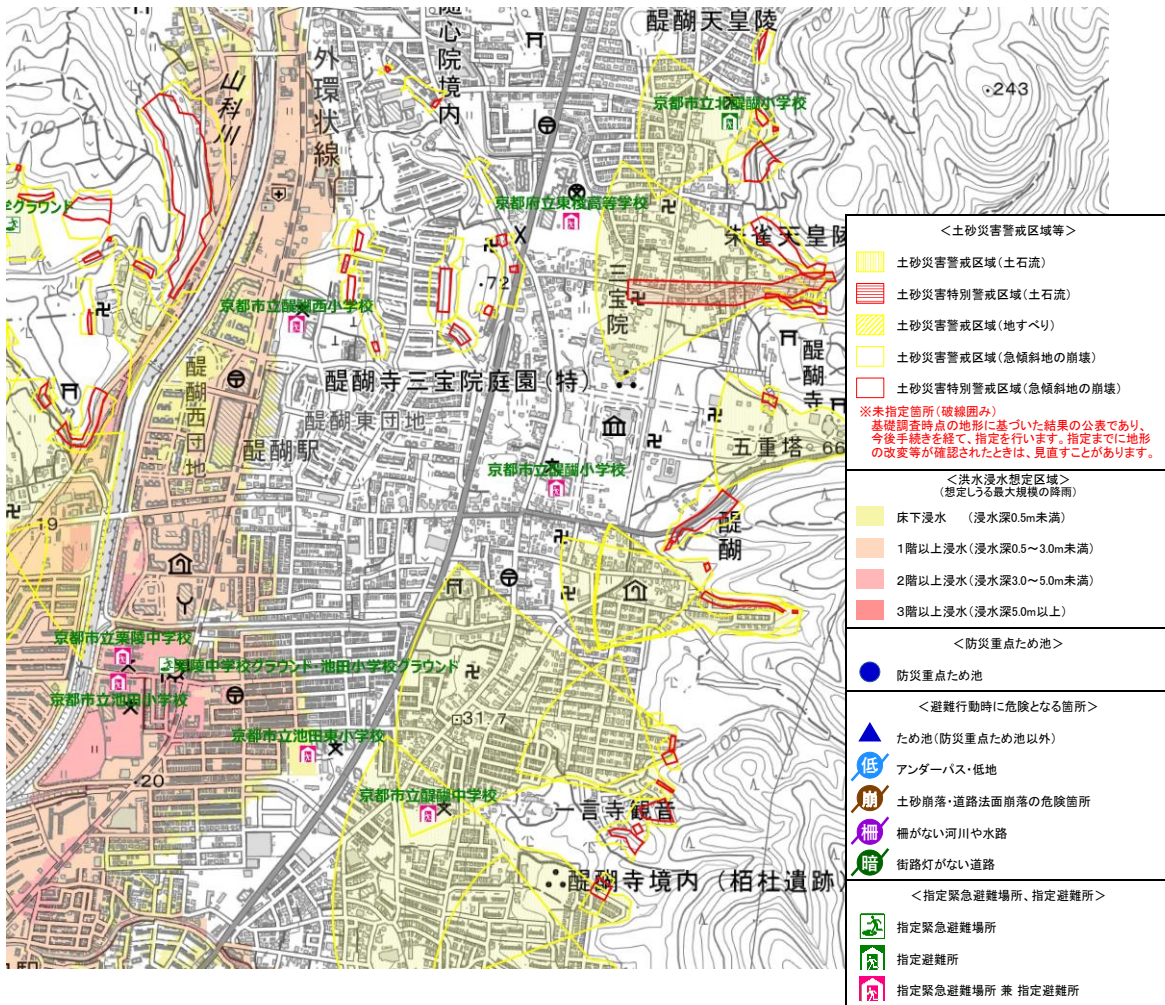 醍醐天皇陵
随心院境内
外環状線
山科川
100
243
京都市立北醍醐小学校
学グラウンド
京都府立東稜高等学校
朱雀天皇陵
72
三宝院
京都市立醍醐西小学校
醍醐寺
醍醐寺三宝院庭園(特)
醍醐西団地
醍醐東団地
醍醐駅
五重塔
66
京都市立醍醐小学校
19
醍醐
京都市立栗陵中学校
栗陵中学校グラウンド・池田小学校グラウンド
京都市立池田小学校
31.7
京都市立池田東小学校
20
京都市立醍醐中学校
一言寺観音
醍醐寺境内(栢杜遺跡)
<土砂災害警戒区域等>
土砂災害警戒区域(土石流)
土砂災害特別警戒区域(土石流)
土砂災害警戒区域(地すべり)
土砂災害警戒区域(急傾斜地の崩壊)
土砂災害特別警戒区域(急傾斜地の崩壊)
※未指定箇所(破線囲み)
基礎調査時点の地形に基づいた結果の公表であり、
今後手続きを経て、指定を行います。指定までに地形
の改変等が確認されたときは、見直すことがあります。
<洪水浸水想定区域>
(想定しうる最大規模の降雨)
床下浸水 (浸水深0.5m未満)
1階以上浸水(浸水深0.5~3.0m未満)
2階以上浸水(浸水深3.0~5.0m未満)
3階以上浸水(浸水深5.0m以上)
<防災重点ため池>
防災重点ため池
<避難行動時に危険となる箇所>
ため池(防災重点ため池以外)
低 アンダーパス・低地
崩 土砂崩落・道路法面崩落の危険箇所
柵 柵がない河川や水路
暗 街路灯がない道路
<指定緊急避難場所、指定避難所>
指定緊急避難場所
指定避難所
指定緊急避難場所 兼 指定避難所